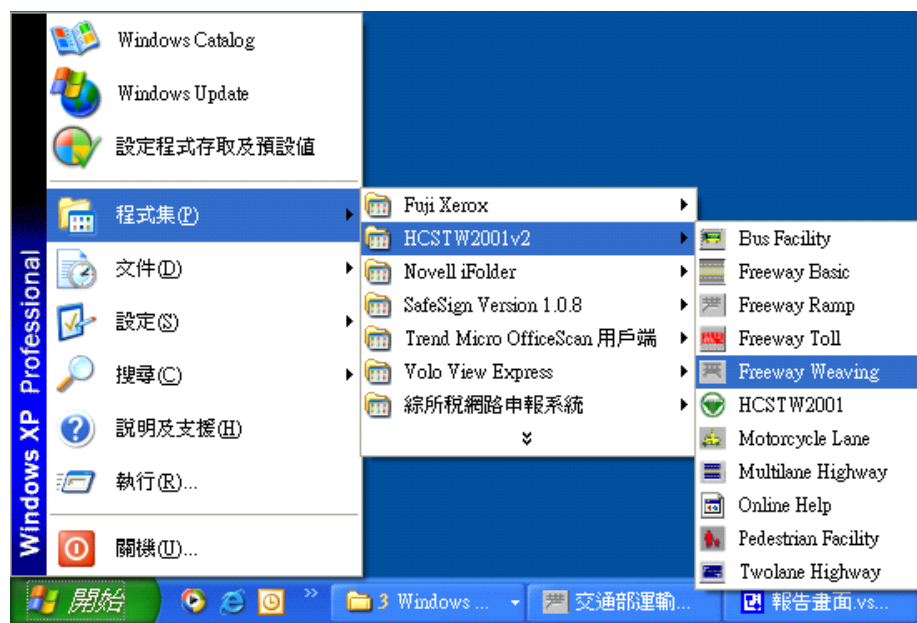 Windows Catalog
Windows Update
設定程式存取及預設值
程式集(P)
文件(D)
設定(S)
搜尋(C)
說明及支援(H)
執行(R)...
關機(U)...
Windows XP Professional
Fuji Xerox
HCSTW2001v2
Novell iFolder
SafeSign Version 1.0.8
Trend Micro OfficeScan 用戶端
Volo View Express
綜所稅網路申報系統
Bus Facility
Freeway Basic
Freeway Ramp
Freeway Toll
Freeway Weaving
HCSTW2001
Motorcycle Lane
Multilane Highway
Online Help
Pedestrian Facility
Twolane Highway
開始
3 Windows ...
交通部運輸...
報告畫面.vs...